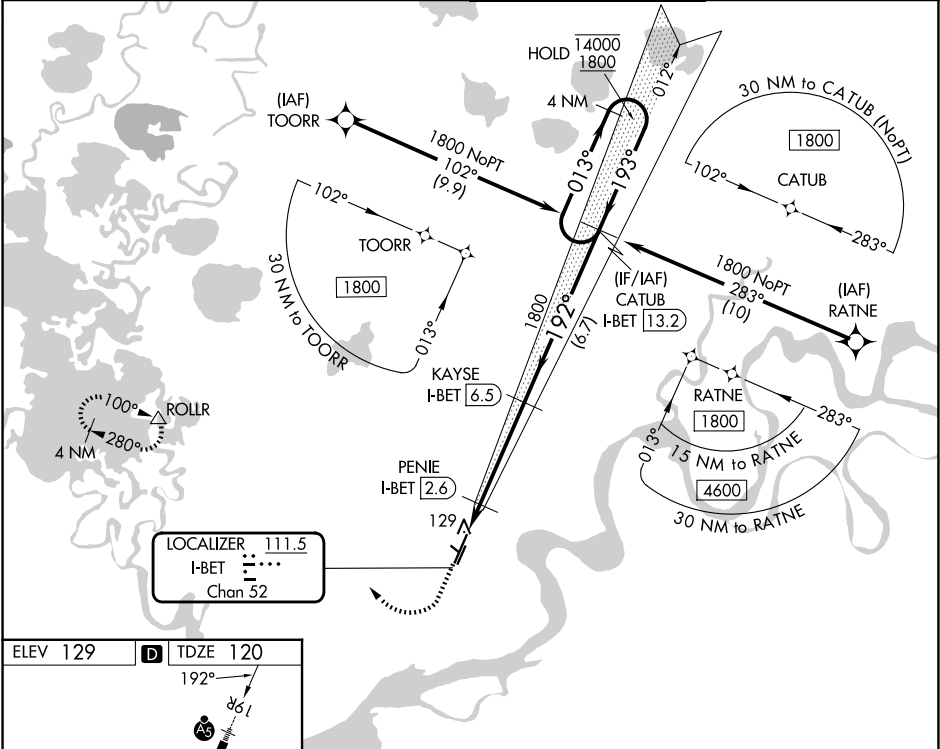 HOLD 14000
1800
012°
4 NM
(IAF)
TOORR
1800 NoPT
102°
(9.9)
013°
193°
30 NM to CATUB (NoPT)
1800
102°
CATUB
283°
102°
TOORR
1800
30 NM to TOORR
013°
1800
192°
(6.7)
(IF/IAF)
CATUB
I-BET 13.2
1800 NoPT
283°
(10)
(IAF)
RATNE
KAYSE
I-BET 6.5
RATNE
1800
283°
013°
15 NM to RATNE
4600
30 NM to RATNE
100°
ROLLR
280°
4 NM
PENIE
I-BET 2.6
129
LOCALIZER 111.5
I-BET
Chan 52
ELEV 129 D TDZE 120
192°
19R
A5